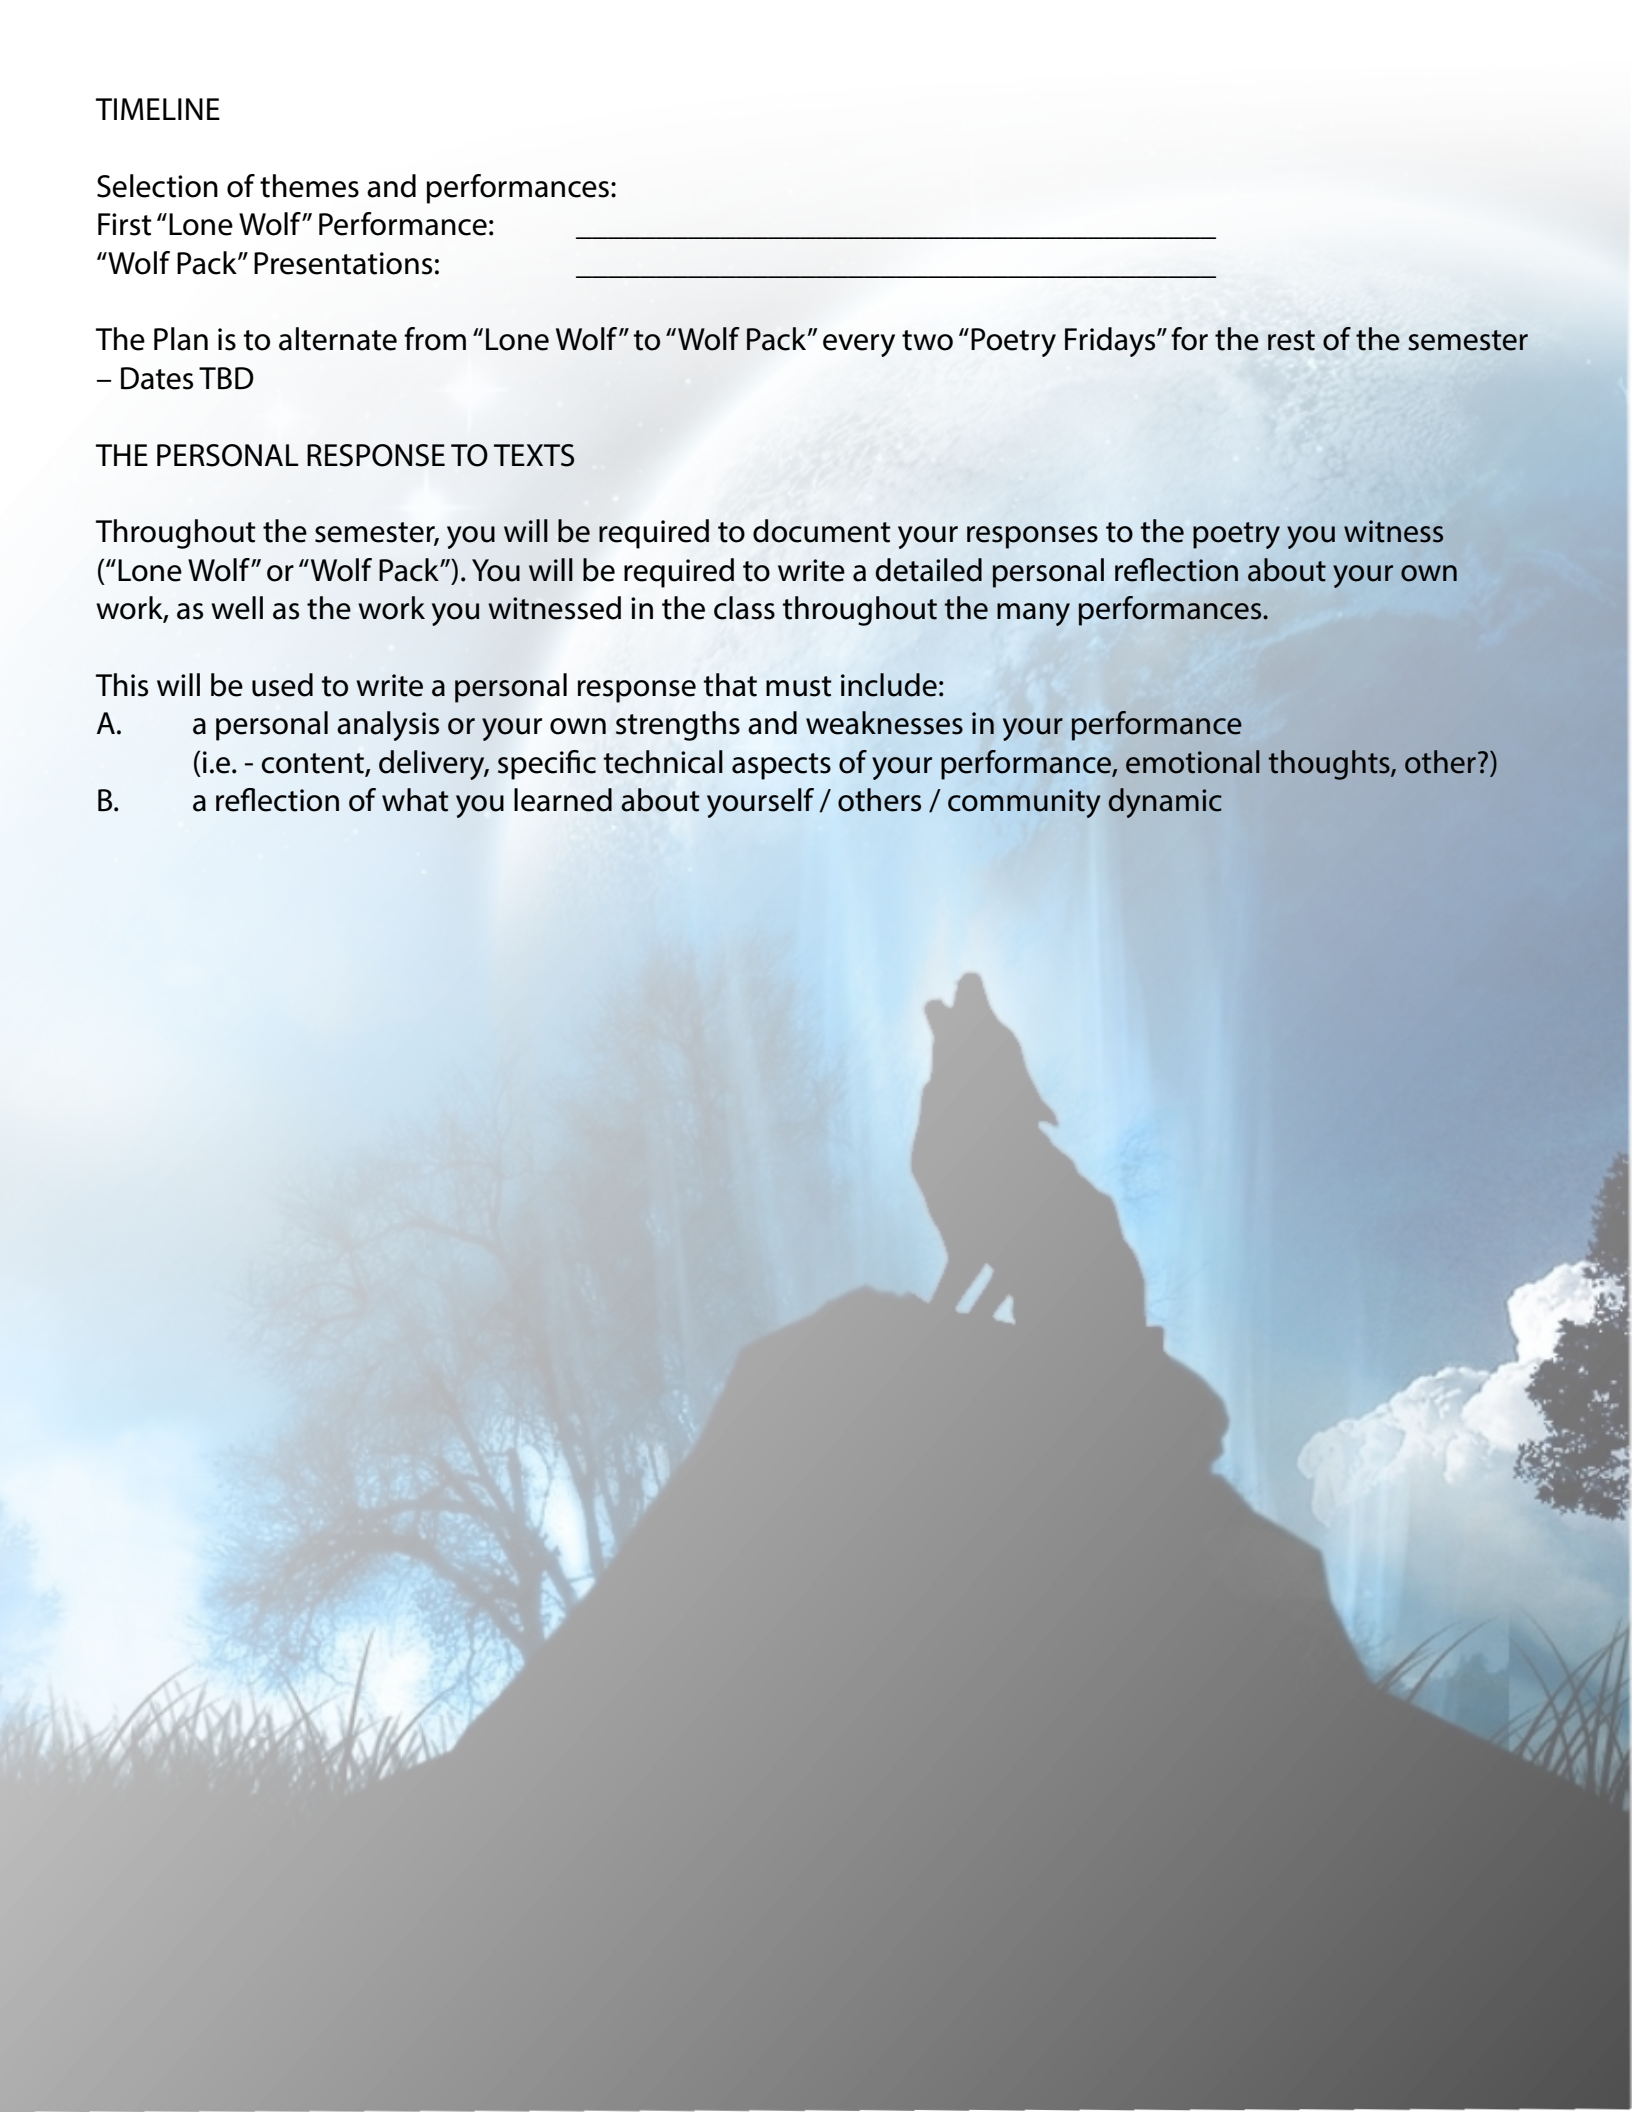 TIMELINE
Selection of themes and performances:
First “Lone Wolf” Performance: ________________________________________
“Wolf Pack” Presentations: ________________________________________
The Plan is to alternate from “Lone Wolf” to “Wolf Pack” every two “Poetry Fridays” for the rest of the semester
– Dates TBD
THE PERSONAL RESPONSE TO TEXTS
Throughout the semester, you will be required to document your responses to the poetry you witness
(“Lone Wolf” or “Wolf Pack”). You will be required to write a detailed personal reflection about your own
work, as well as the work you witnessed in the class throughout the many performances.
This will be used to write a personal response that must include:
A. a personal analysis or your own strengths and weaknesses in your performance
(i.e. - content, delivery, specific technical aspects of your performance, emotional thoughts, other?)
B. a reflection of what you learned about yourself / others / community dynamic